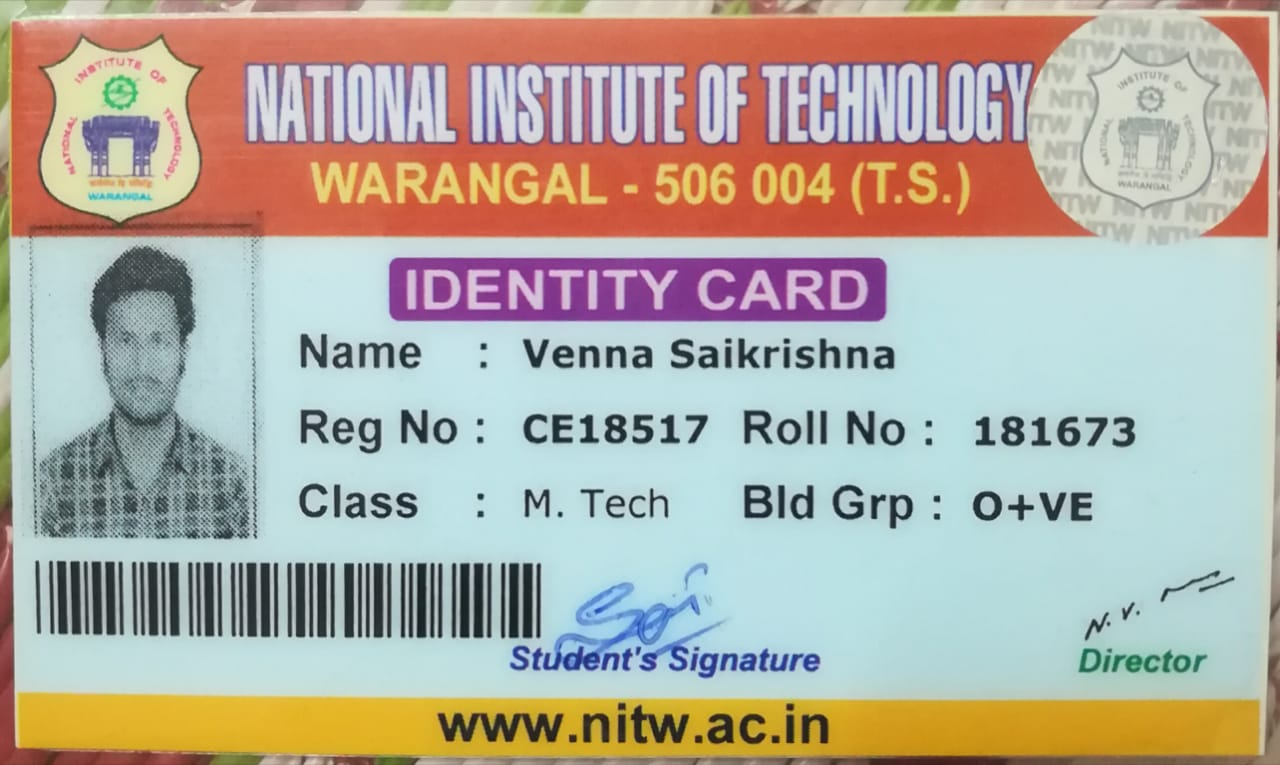 NATIONAL INSTITUTE OF TECHNOLOGY
WARANGAL - 506 004 (T.S.)
INSTITUTE OF
NATIONAL
TECHNOLOGY
WARANGAL
INSTITUTE OF
NATIONAL
TECHNOLOGY
WARANGAL
NITW NITW NITW
IDENTITY CARD
Name : Venna Saikrishna
Reg No : CE18517 Roll No : 181673
Class : M. Tech Bld Grp : O+VE
Sai
N. V.
Student's Signature
Director
www.nitw.ac.in